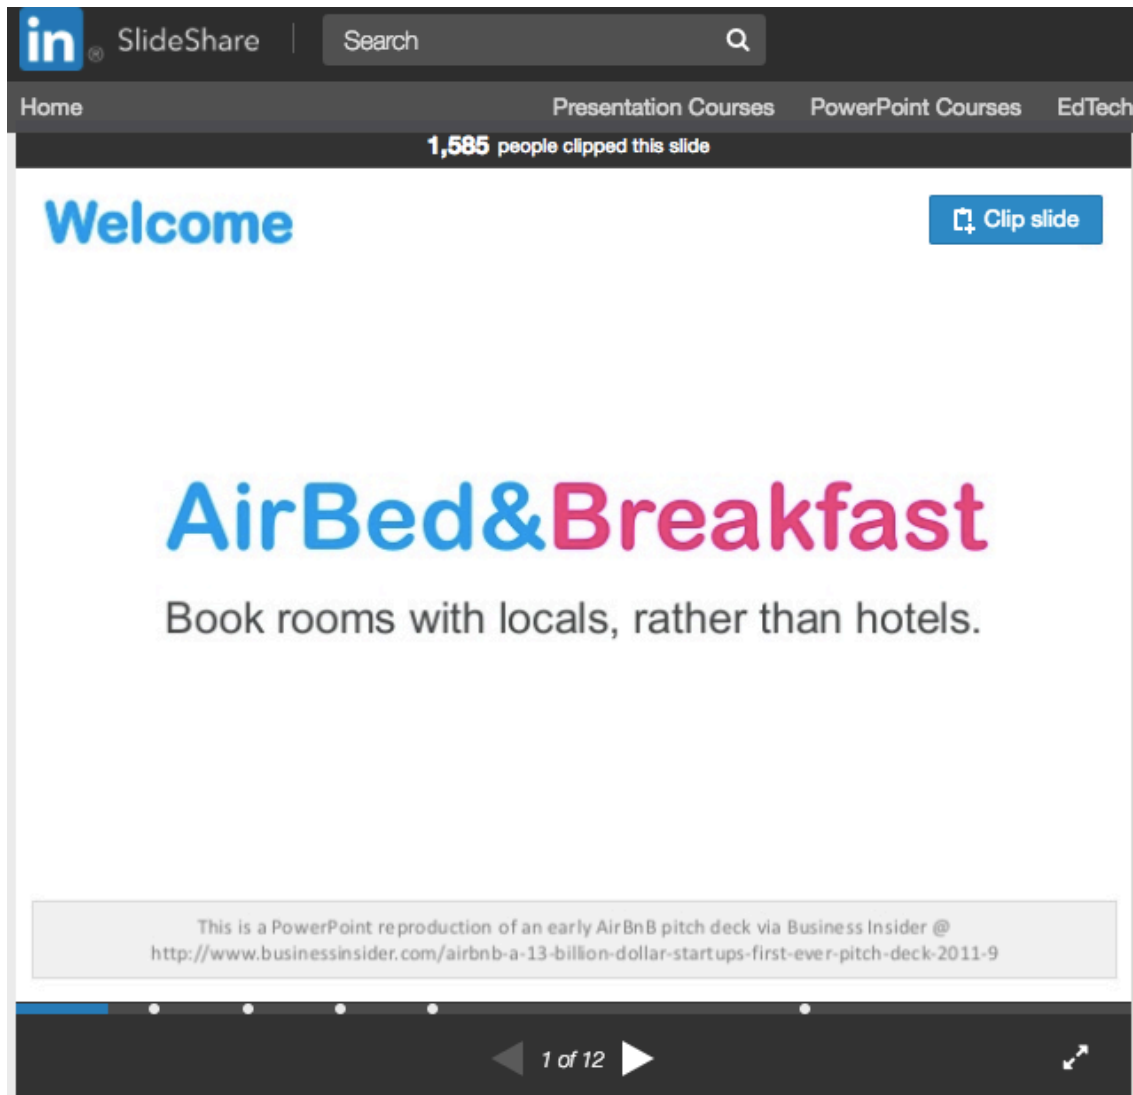 in ® SlideShare Search
Home Presentation Courses PowerPoint Courses EdTech
1,585 people clipped this slide
Welcome
Clip slide
AirBed&Breakfast
Book rooms with locals, rather than hotels.
This is a PowerPoint reproduction of an early AirBnB pitch deck via Business Insider @
http://www.businessinsider.com/airbnb-a-13-billion-dollar-startups-first-ever-pitch-deck-2011-9
1 of 12